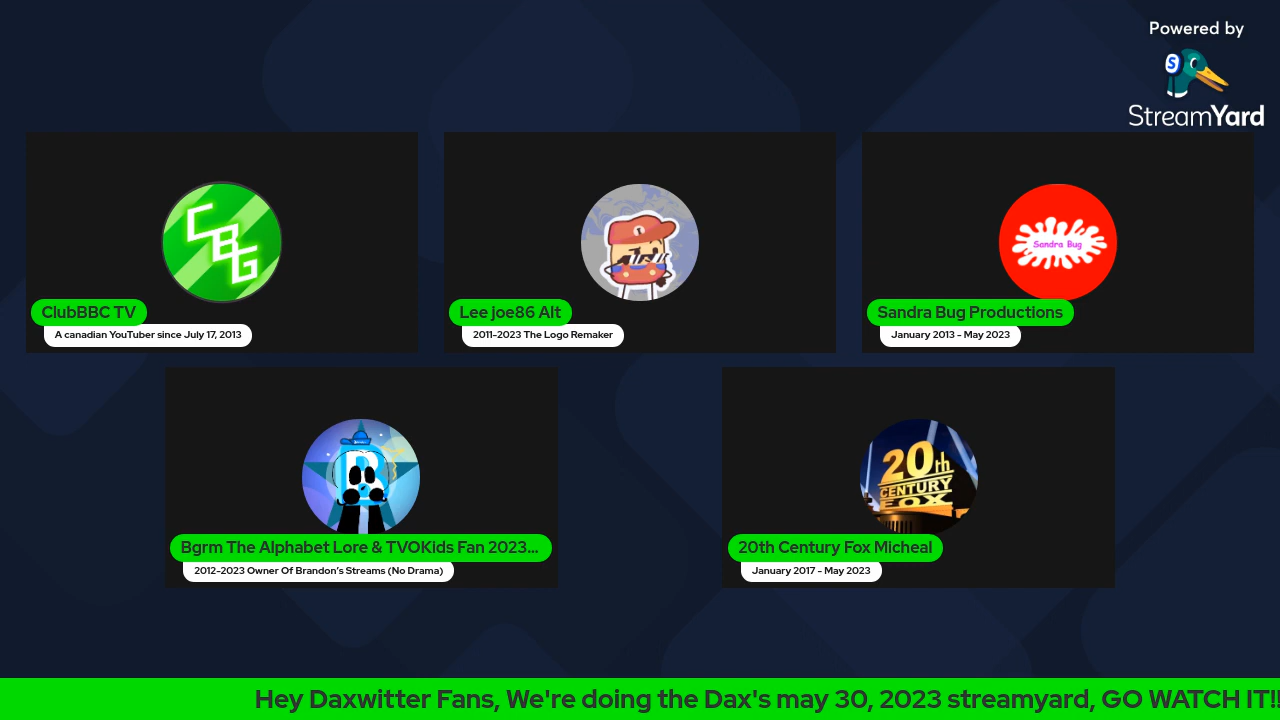 Powered by
StreamYard
CBG
Sandra Bug
ClubBBC TV
A canadian YouTuber since July 17, 2013
Lee joe86 Alt
2011-2023 The Logo Remaker
Sandra Bug Productions
January 2013 - May 2023
20th
CENTURY
FOX
Bgrm The Alphabet Lore & TVOKids Fan 2023...
2012-2023 Owner Of Brandon's Streams (No Drama)
20th Century Fox Micheal
January 2017 - May 2023
Hey Daxwitter Fans, We're doing the Dax's may 30, 2023 streamyard, GO WATCH IT!!